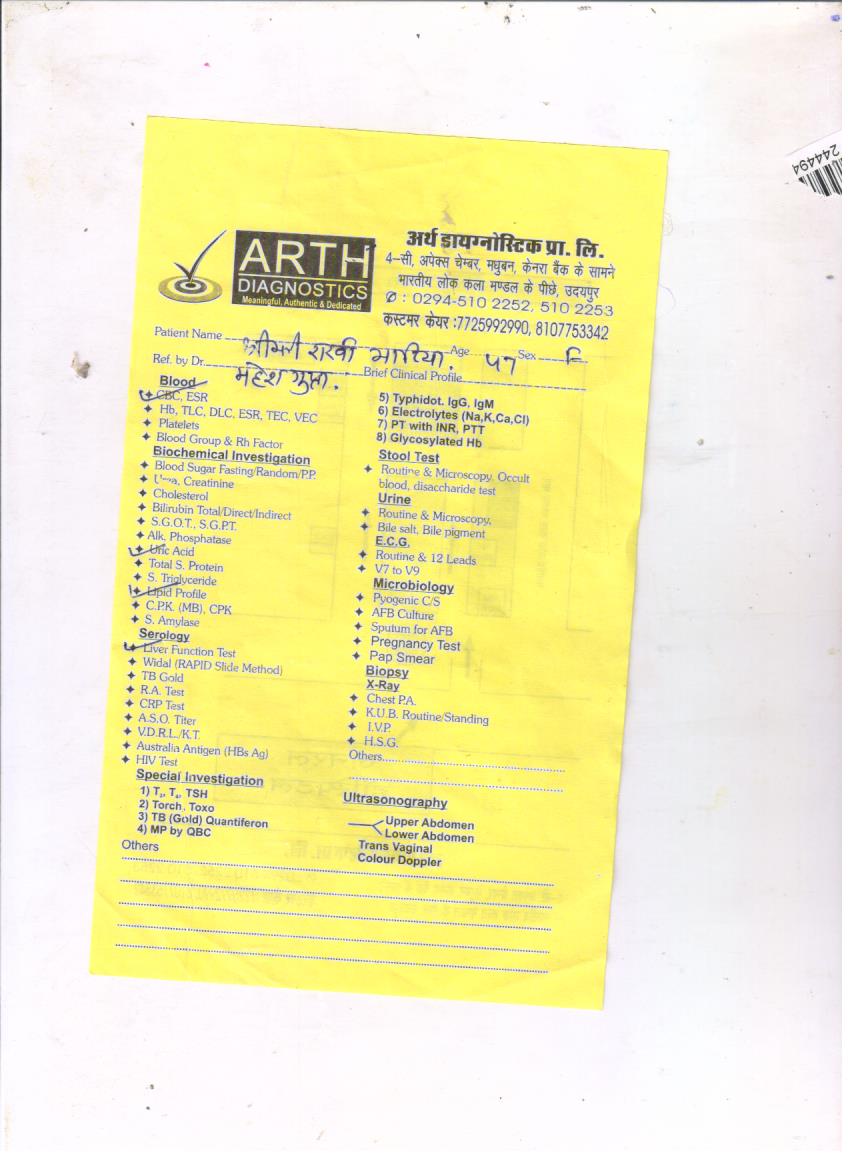 244494
ARTH
DIAGNOSTICS
Meaningful, Authentic & Dedicated
अर्थ डायग्नोस्टिक प्रा. लि.
4–सी, अपेक्स चेम्बर, मधुबन, केनरा बैंक के सामने
भारतीय लोक कला मण्डल के पीछे, उदयपुर
✆ : 0294-510 2252, 510 2253
कस्टमर केयर :7725992990, 8107753342
Patient Name श्रीमती राखी भाटिया. Age 57 Sex F
Ref. by Dr. महेश गुप्ता. Brief Clinical Profile
Blood
CBC, ESR
Hb, TLC, DLC, ESR, TEC, VEC
Platelets
Blood Group & Rh Factor
Biochemical Investigation
Blood Sugar Fasting/Random/P.P.
Urea, Creatinine
Cholesterol
Bilirubin Total/Direct/Indirect
S.G.O.T., S.G.P.T.
Alk. Phosphatase
Uric Acid
Total S. Protein
S. Triglyceride
Lipid Profile
C.P.K. (MB), CPK
S. Amylase
Serology
Liver Function Test
Widal (RAPID Slide Method)
TB Gold
R.A. Test
CRP Test
A.S.O. Titer
V.D.R.L./K.T.
Australia Antigen (HBs Ag)
HIV Test
Special Investigation
1) T₃, T₄, TSH
2) Torch, Toxo
3) TB (Gold) Quantiferon
4) MP by QBC
Others
5) Typhidot. IgG, IgM
6) Electrolytes (Na,K,Ca,Cl)
7) PT with INR, PTT
8) Glycosylated Hb
Stool Test
Routine & Microscopy, Occult
blood, disaccharide test
Urine
Routine & Microscopy,
Bile salt, Bile pigment
E.C.G.
Routine & 12 Leads
V7 to V9
Microbiology
Pyogenic C/S
AFB Culture
Sputum for AFB
Pregnancy Test
Pap Smear
Biopsy
X-Ray
Chest P.A.
K.U.B. Routine/Standing
I.V.P.
H.S.G.
Others
Ultrasonography
Upper Abdomen
Lower Abdomen
Trans Vaginal
Colour Doppler